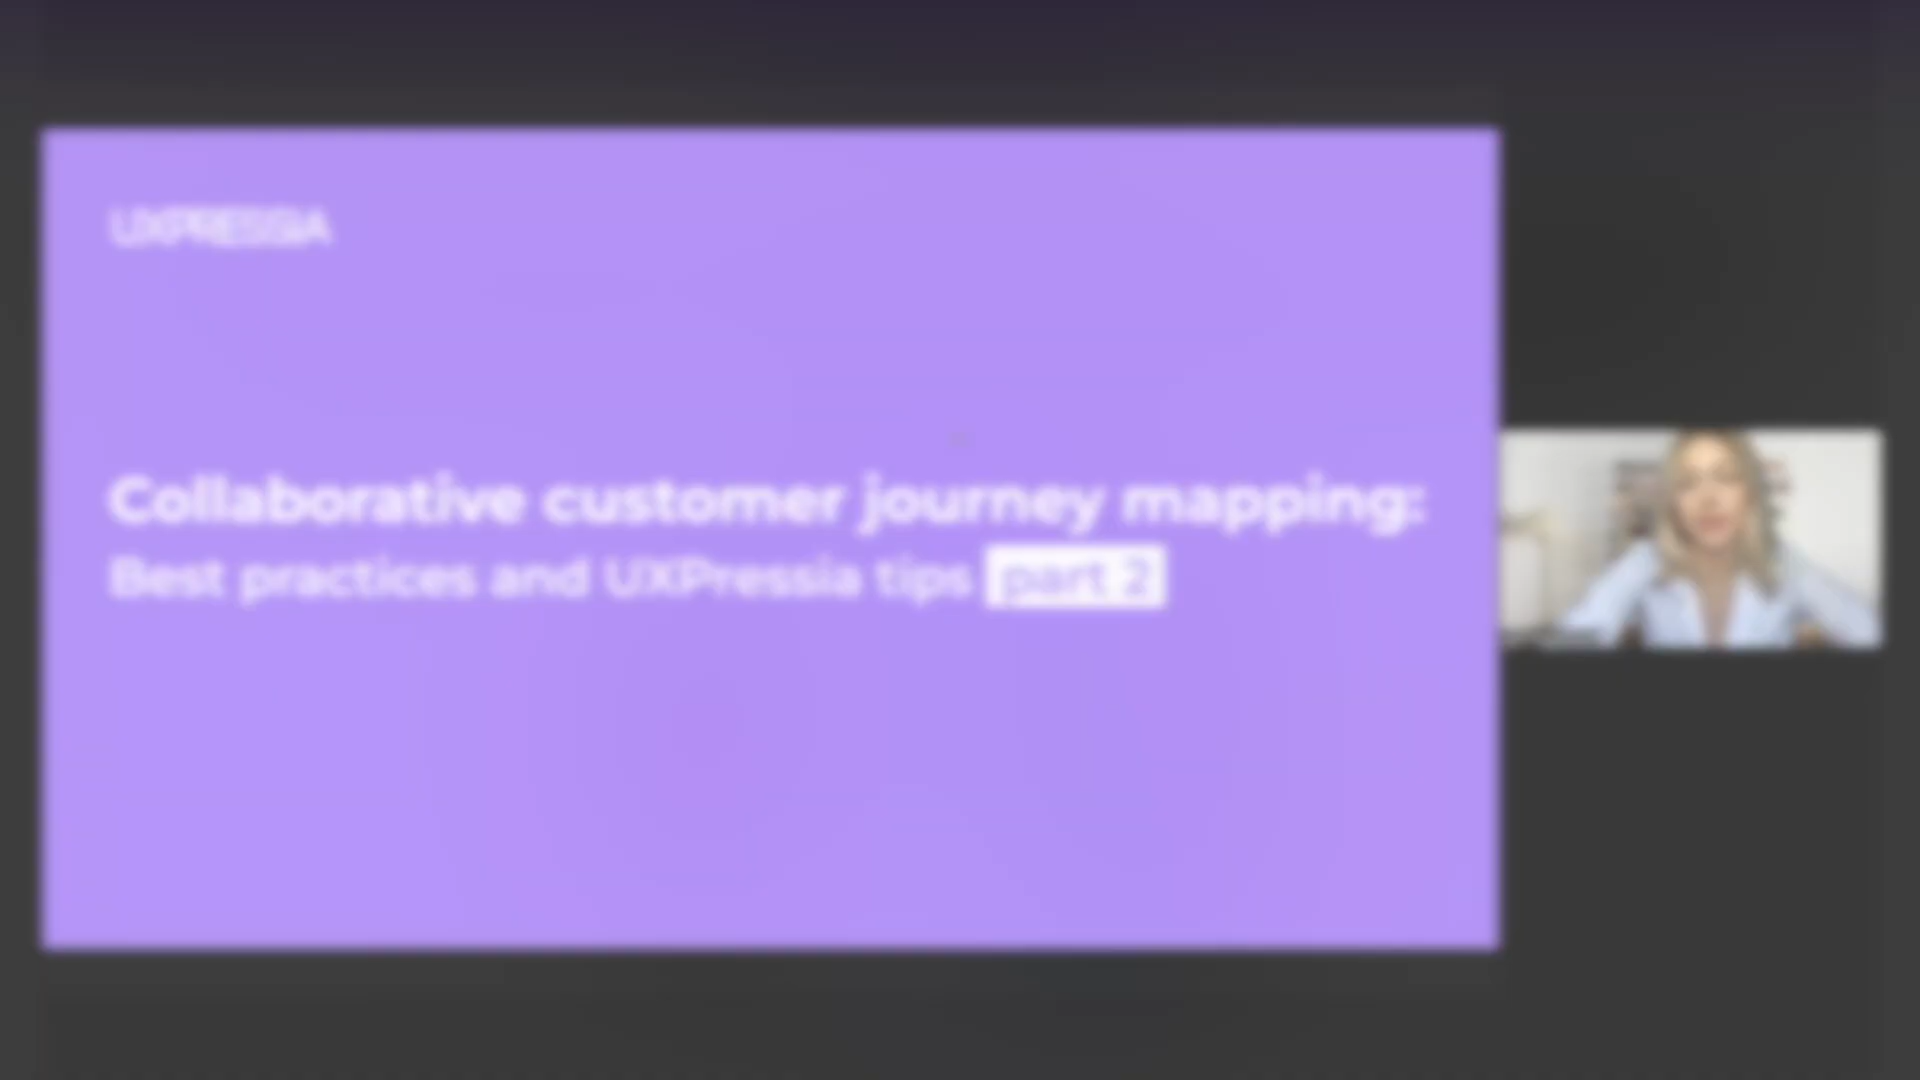 UXPRESSIA
Collaborative customer journey mapping:
Best practices and UXPressia tips part 2